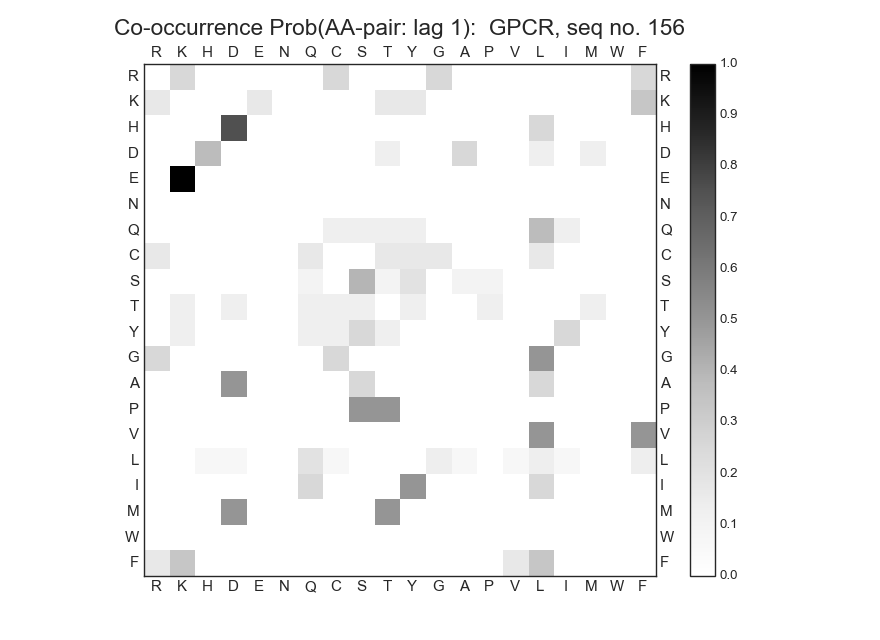 Co-occurrence Prob(AA-pair: lag 1):  GPCR, seq no. 156
R K H D E N Q C S T Y G A P V L I M W F
1.0
R R
0.9
K K
H H
0.8
D D
0.7
E E
N N
0.6
Q Q
C C
0.5
S S
T T
Y Y
0.4
G G
A A
0.3
P P
V V
0.2
L L
I I
0.1
M M
W W
F F
0.0
R K H D E N Q C S T Y G A P V L I M W F